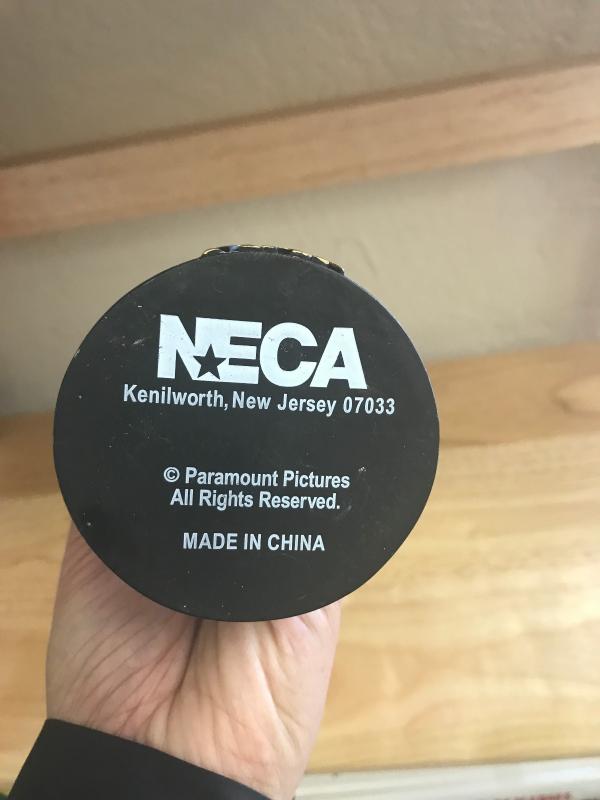 NECA
Kenilworth, New Jersey 07033
© Paramount Pictures
All Rights Reserved.
MADE IN CHINA